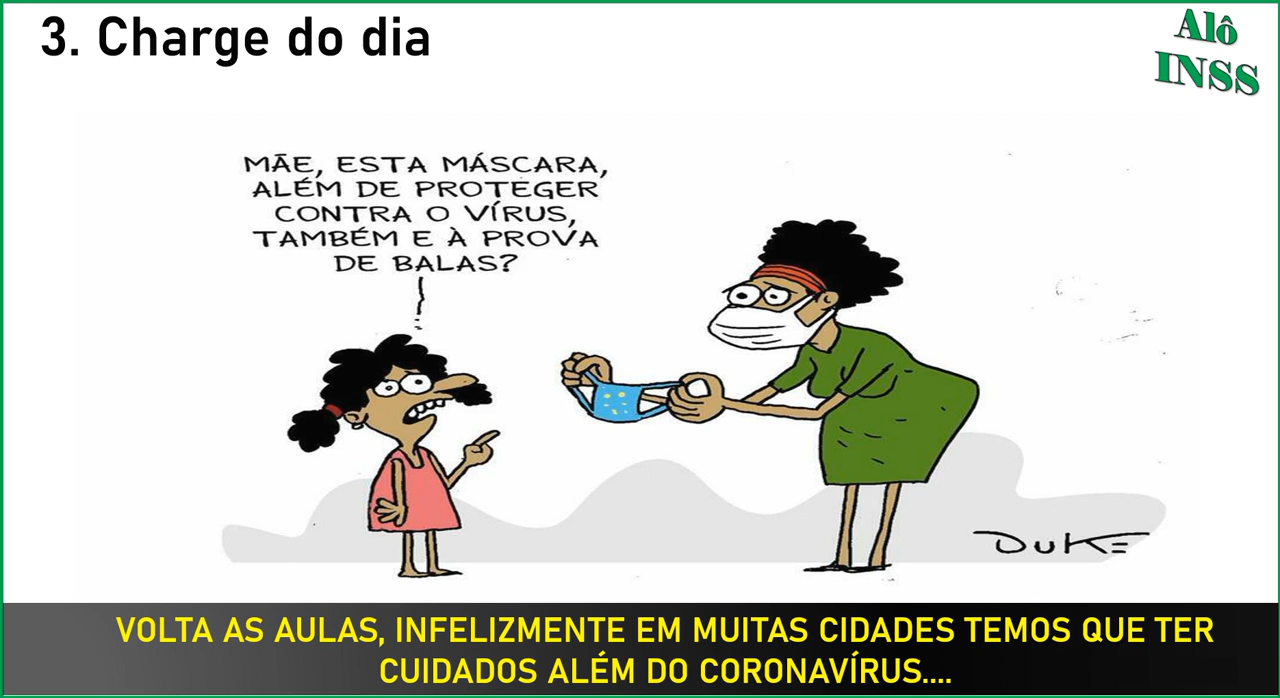 3. Charge do dia
Alô
INSS
MÃE, ESTA MÁSCARA,
ALÉM DE PROTEGER
CONTRA O VÍRUS,
TAMBÉM E À PROVA
DE BALAS?
DUKE
VOLTA AS AULAS, INFELIZMENTE EM MUITAS CIDADES TEMOS QUE TER
CUIDADOS ALÉM DO CORONAVÍRUS....